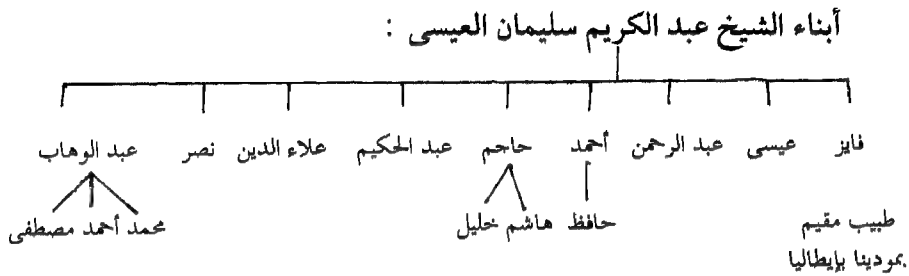 أبناء الشيخ عبد الكريم سليمان العيسى :
فايز عيسى عبد الرحمن أحمد حاجم عبد الحكيم علاء الدين نصر عبد الوهاب
طبيب مقيم حافظ هاشم خليل محمد أحمد مصطفى
بمودينا بإيطاليا